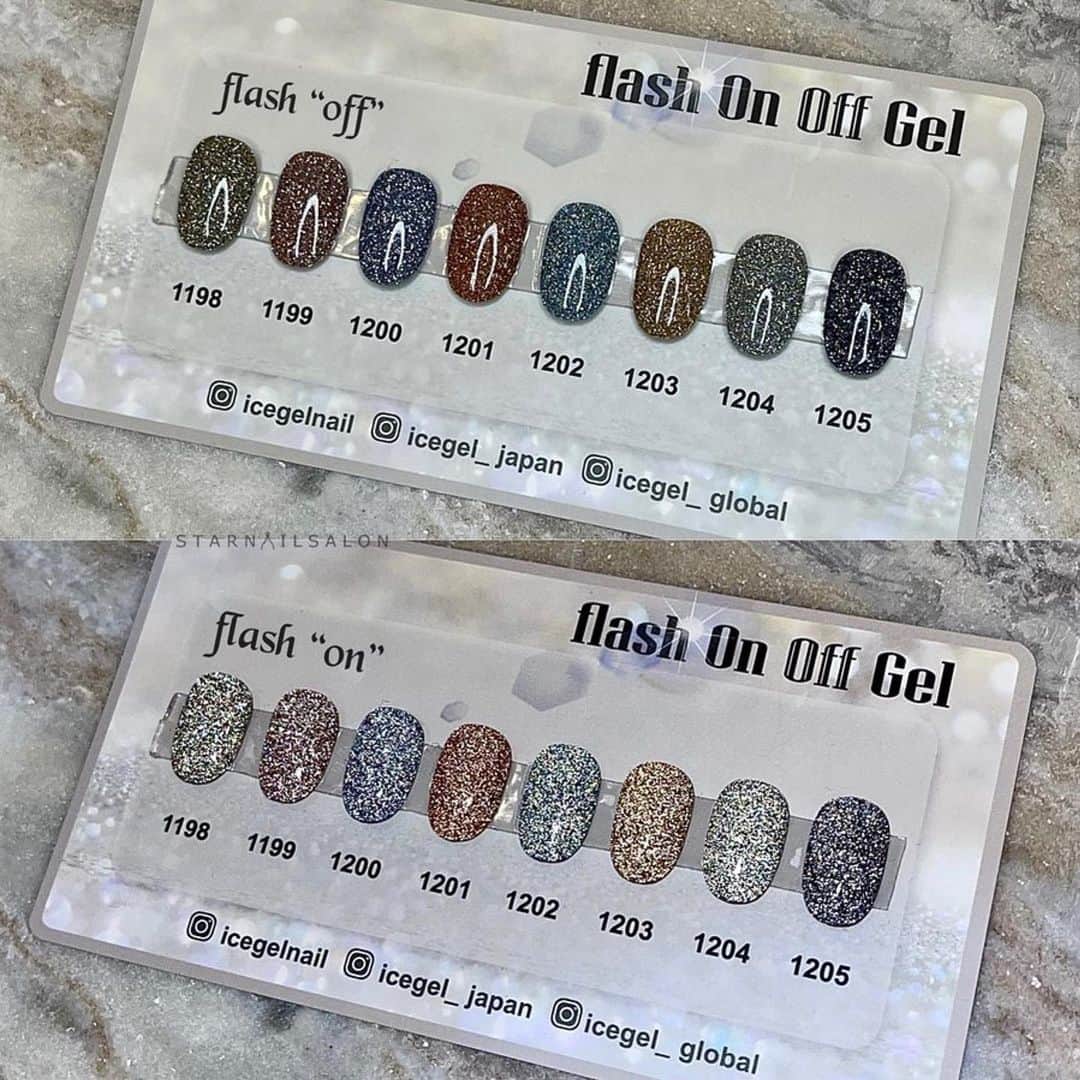 flash On Off Gel
flash “off”
1198 1199 1200 1201 1202 1203 1204 1205
icegelnail icegel_ japan icegel_ global
STARNAILSALON
flash On Off Gel
flash “on”
1198 1199 1200 1201 1202 1203 1204 1205
icegelnail icegel_ japan icegel_ global